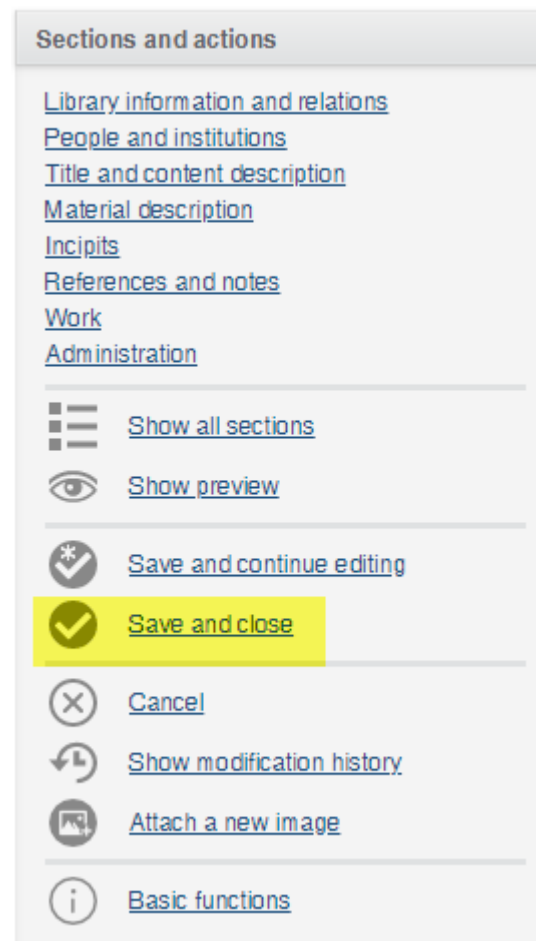 Sections and actions
Library information and relations
People and institutions
Title and content description
Material description
Incipits
References and notes
Work
Administration
Show all sections
Show preview
Save and continue editing
Save and close
Cancel
Show modification history
Attach a new image
Basic functions